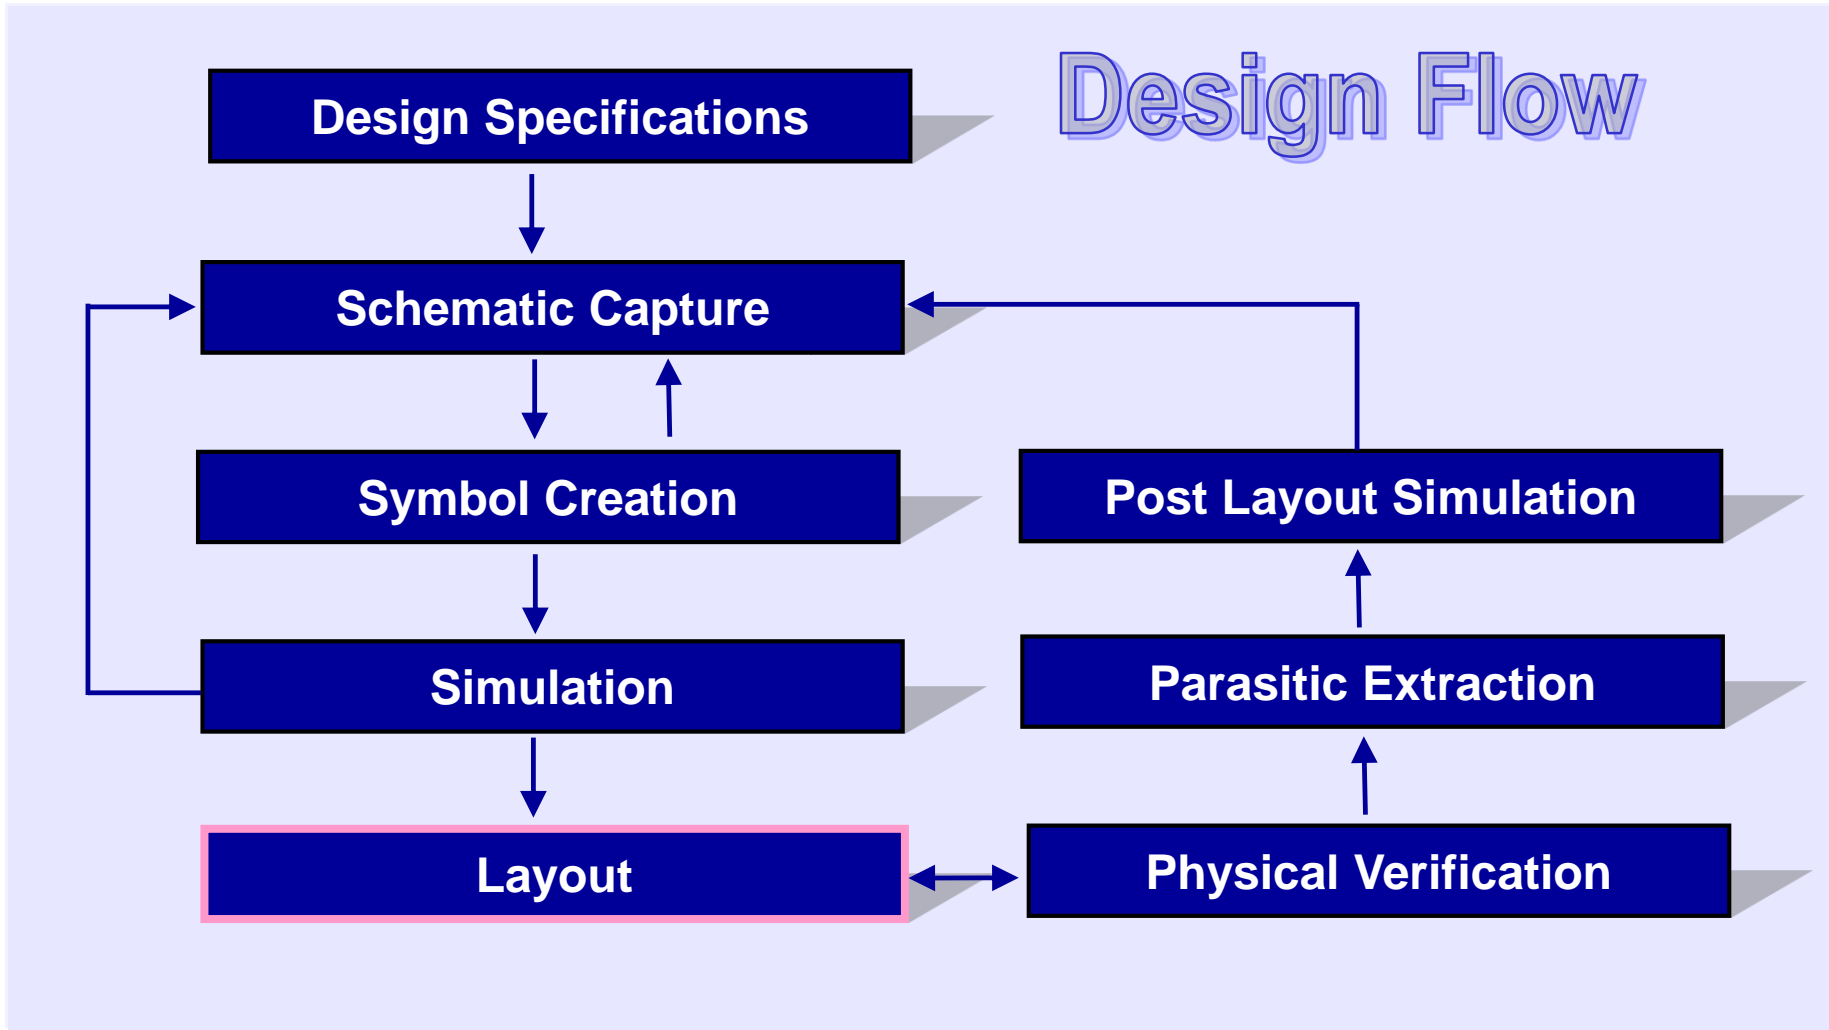 Design Flow
Design Specifications
Schematic Capture
Symbol Creation
Simulation
Layout
Post Layout Simulation
Parasitic Extraction
Physical Verification